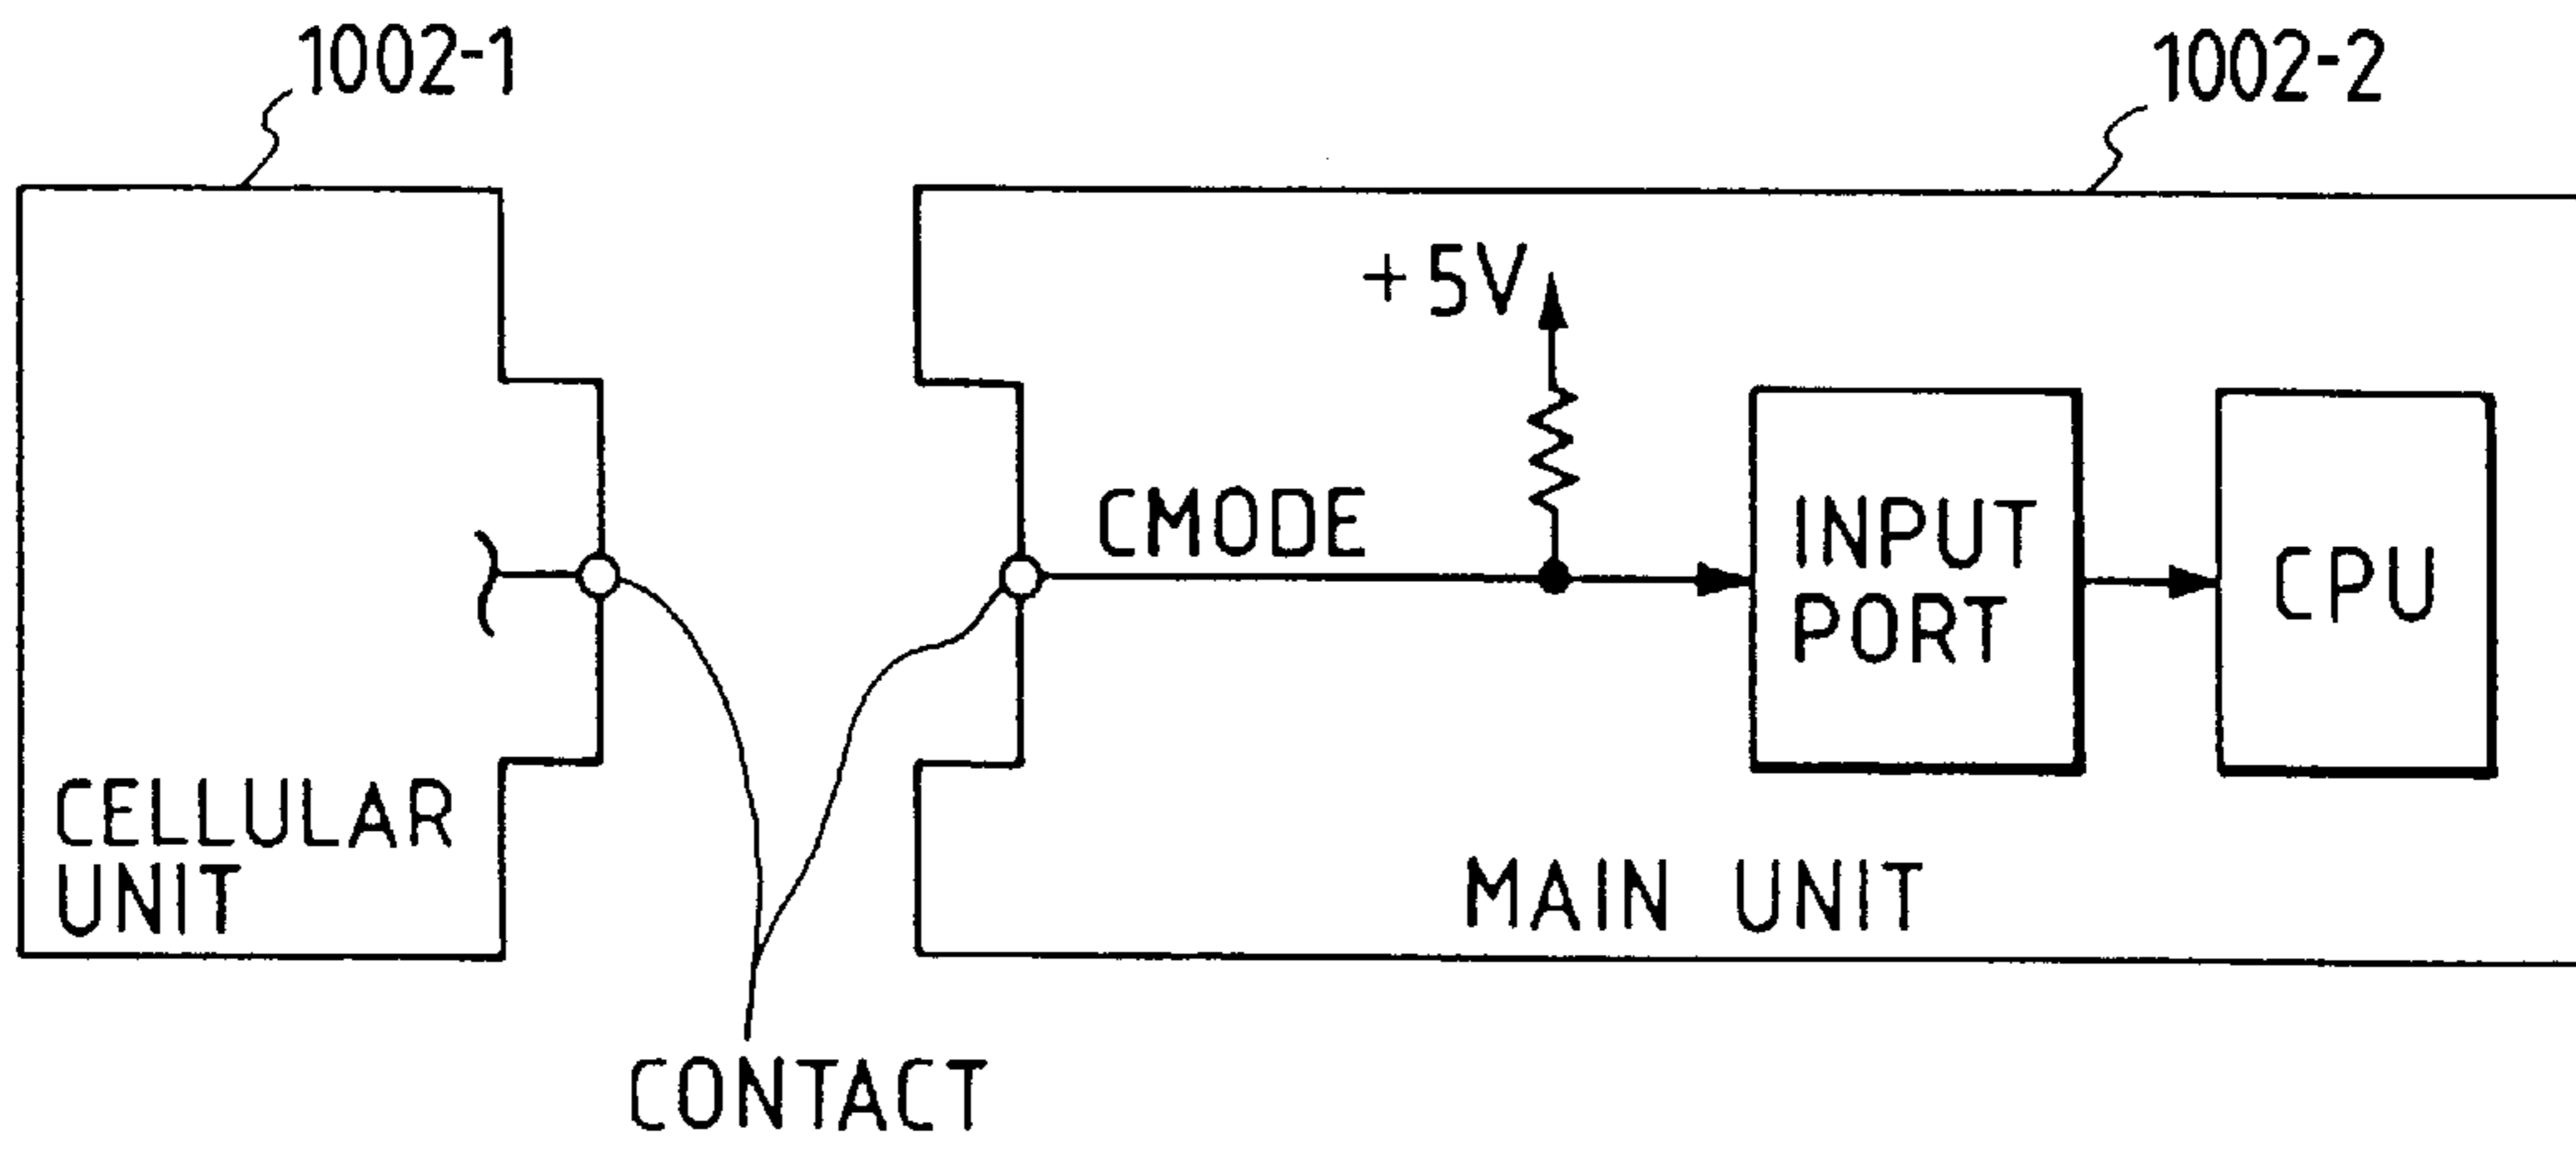 1002-1
1002-2
+5V
CMODE
INPUT
PORT
CPU
CELLULAR
UNIT
MAIN UNIT
CONTACT